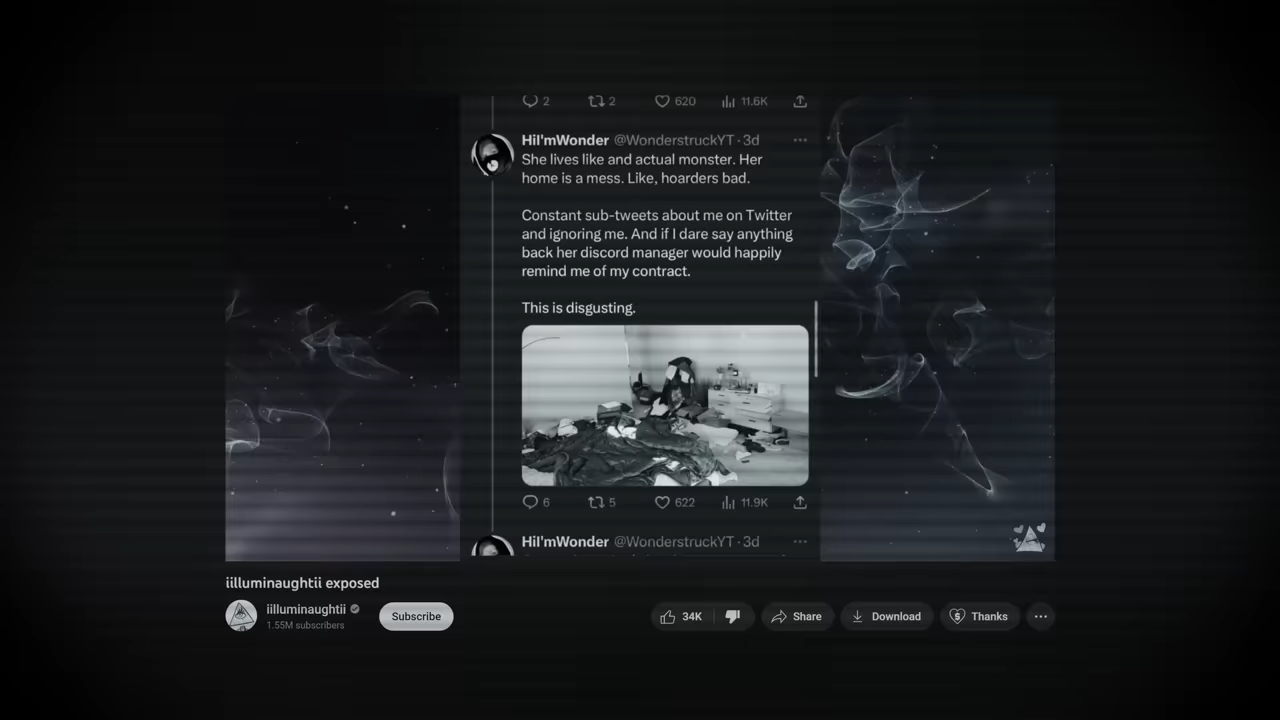 2 2 620 11.6K
HiI'mWonder @WonderstruckYT · 3d ...
She lives like and actual monster. Her
home is a mess. Like, hoarders bad.
Constant sub-tweets about me on Twitter
and ignoring me. And if I dare say anything
back her discord manager would happily
remind me of my contract.
This is disgusting.
6 5 622 11.9K
HiI'mWonder @WonderstruckYT · 3d ...
iilluminaughtii exposed
iilluminaughtii
1.55M subscribers
Subscribe
34K
Share
Download
Thanks
...